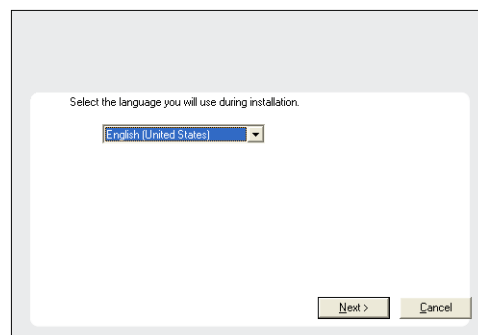 Select the language you will use during installation.
English (United States)
Next >
Cancel